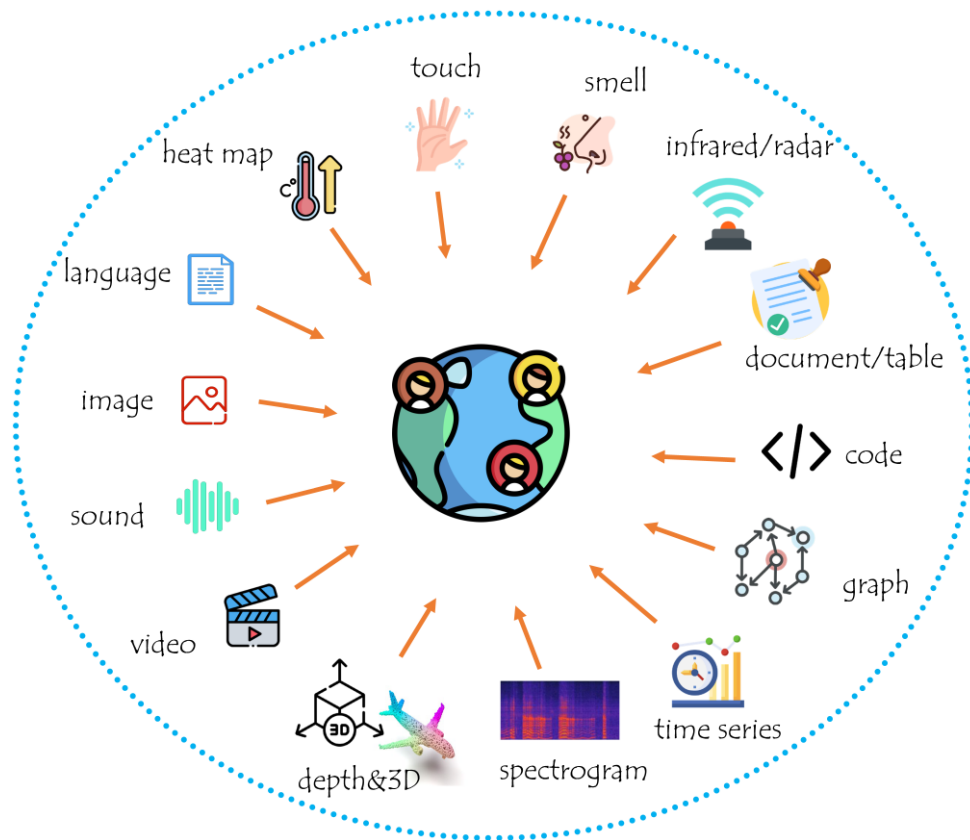 touch
smell
heat map
infrared/radar
C°
language
document/table
image
code
sound
graph
video
3D
time series
depth&3D
spectrogram